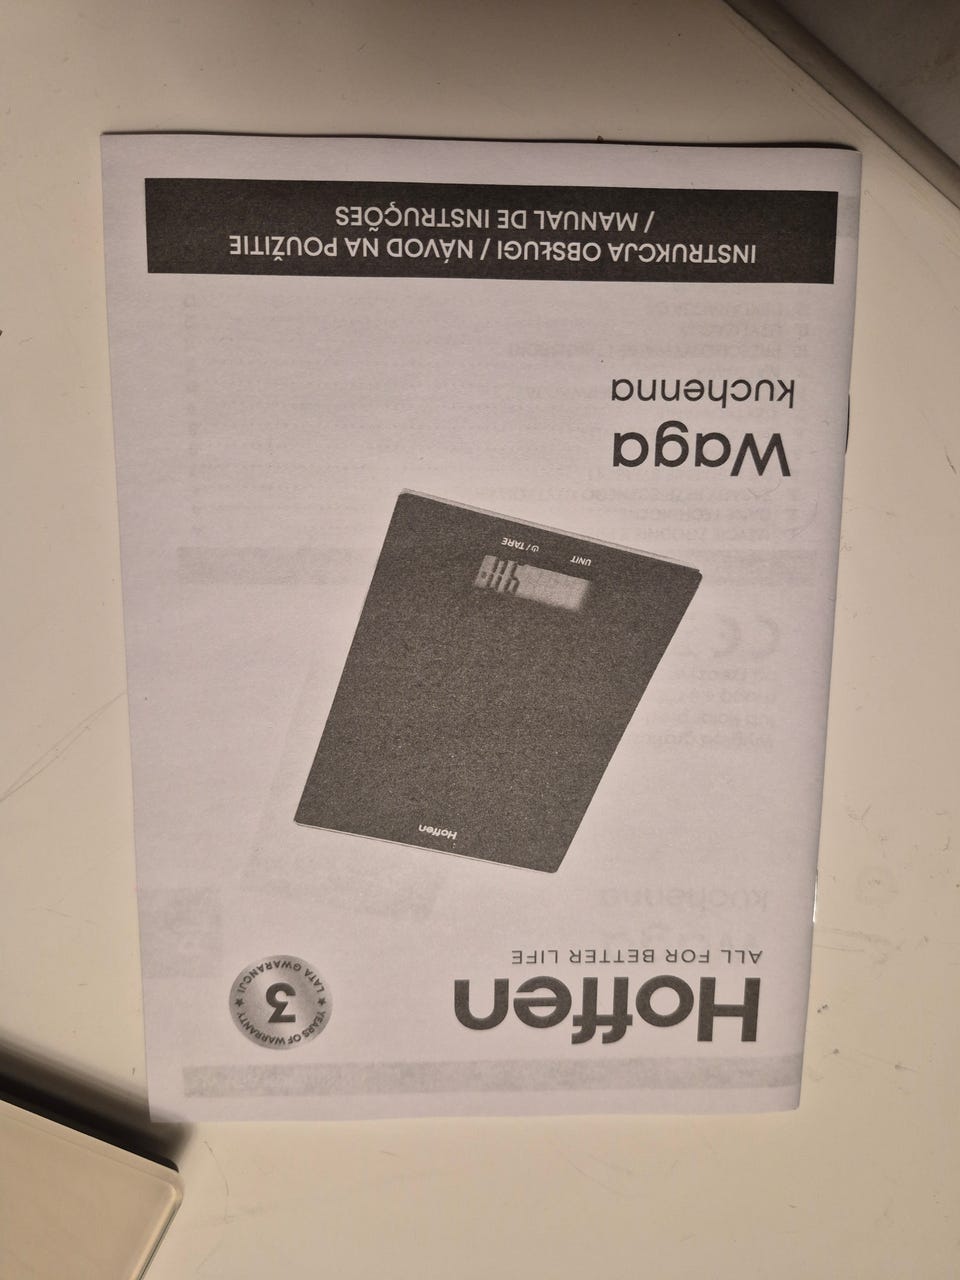 Hoffen
ALL FOR BETTER LIFE
YEARS OF WARRANTY
3
★ LATA GWARANCJI ★
Hoffen
UNIT
⏻ / TARE
Waga
kuchenna
INSTRUKCJA OBSŁUGI / NÁVOD NA POUŽITIE
/ MANUAL DE INSTRUÇÕES